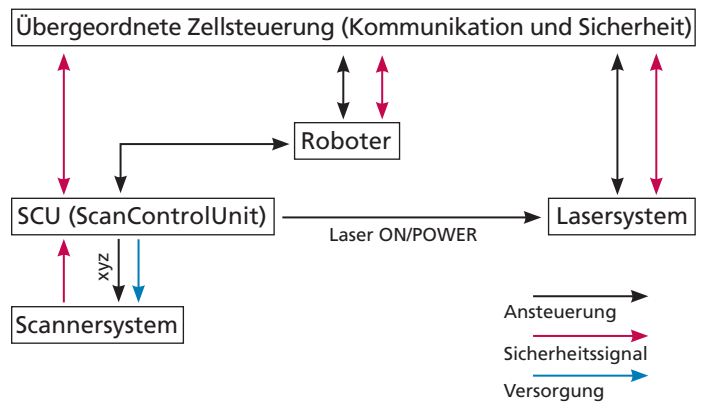 Übergeordnete Zellsteuerung (Kommunikation und Sicherheit)
Roboter
SCU (ScanControlUnit)
Laser ON/POWER
Lasersystem
xyz
Scannersystem
Ansteuerung
Sicherheitssignal
Versorgung